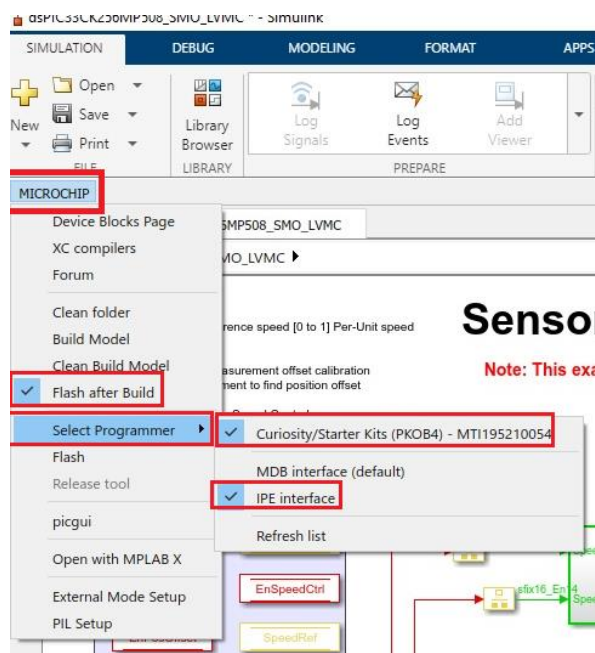 dsPIC33CK256MP508_SMO_LVMC * - Simulink
SIMULATION DEBUG MODELING FORMAT APPS
New
Open
Save
Print
FILE
Library
Browser
LIBRARY
Log
Signals
Log
Events
Add
Viewer
PREPARE
MICROCHIP
Device Blocks Page
XC compilers
Forum
Clean folder
Build Model
Clean Build Model
Flash after Build
Select Programmer
Flash
Release tool
picgui
Open with MPLAB X
External Mode Setup
PIL Setup
Curiosity/Starter Kits (PKOB4) - MTI195210054
MDB interface (default)
IPE interface
Refresh list
MP508_SMO_LVMC
MO_LVMC
rence speed [0 to 1] Per-Unit speed
asurement offset calibration
ment to find position offset
Senso
Note: This exa
EnSpeedCtrl
SpeedRef
sfix16_En14
Spee